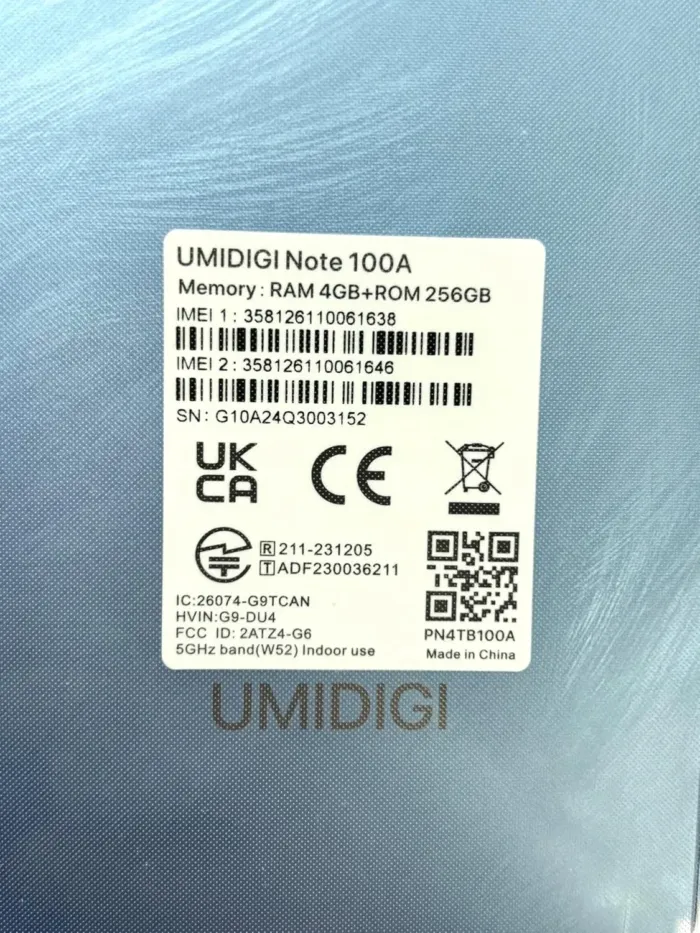 UMIDIGI Note 100A
Memory : RAM 4GB+ROM 256GB
IMEI 1 : 358126110061638
IMEI 2 : 358126110061646
SN : G10A24Q3003152
UK
CA
CE
R 211-231205
T ADF230036211
IC:26074-G9TCAN
HVIN:G9-DU4
FCC ID: 2ATZ4-G6
5GHz band(W52) Indoor use
PN4TB100A
Made in China
UMIDIGI